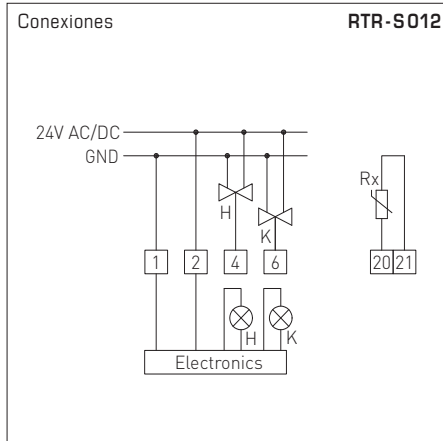 Conexiones RTR-S012
24V AC/DC
GND
Rx
H
K
1 2 4 6 20 21
H K
Electronics